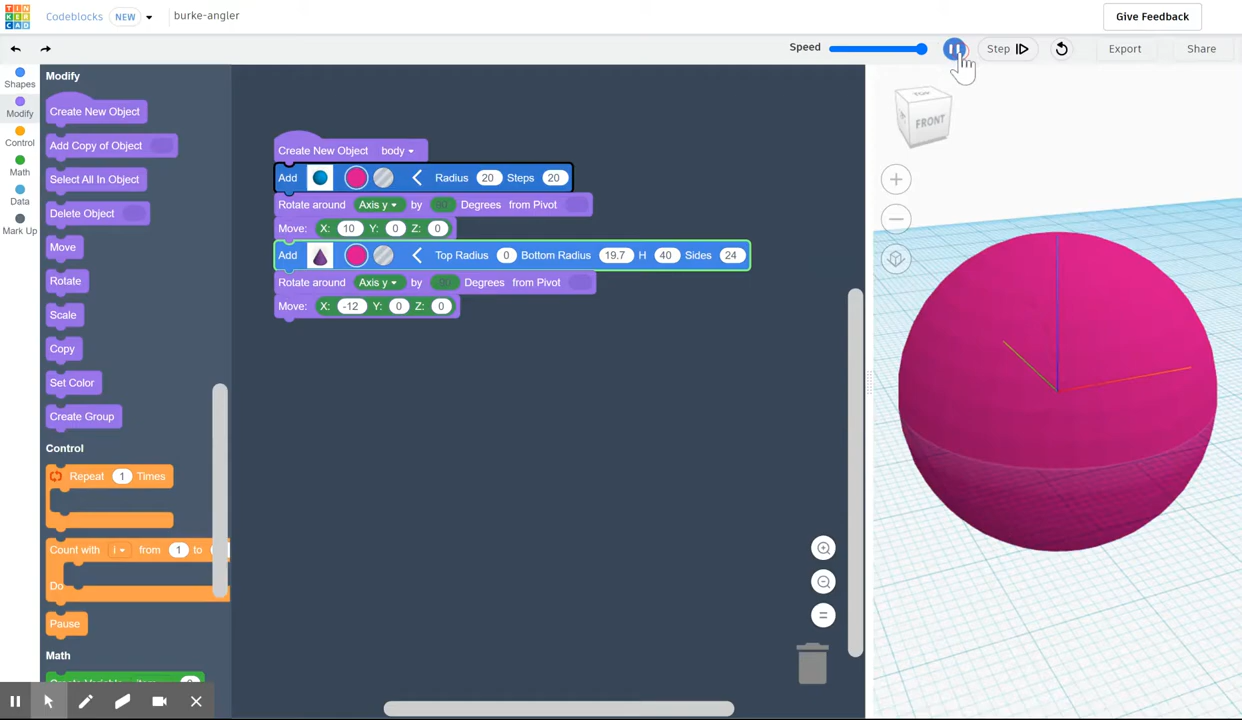 TIN
KER
CAD
Codeblocks NEW burke-angler
Give Feedback
Speed
Step
Export
Share
Shapes
Modify
Control
Math
Data
Mark Up
Modify
Create New Object
Add Copy of Object
Select All In Object
Delete Object
Move
Rotate
Scale
Copy
Set Color
Create Group
Control
Repeat 1 Times
Count with i from 1 to
Do
Pause
Math
Create New Object body
Add Radius 20 Steps 20
Rotate around Axis y by Degrees from Pivot
Move: X: 10 Y: 0 Z: 0
Add Top Radius 0 Bottom Radius 19.7 H 40 Sides 24
Rotate around Axis y by Degrees from Pivot
Move: X: -12 Y: 0 Z: 0
TOP
FRONT